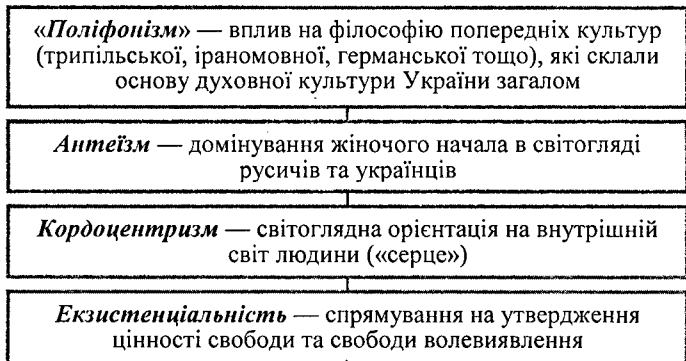 «Поліфонізм» — вплив на філософію попередніх культур
(трипільської, іраномовної, германської тощо), які склали
основу духовної культури України загалом
Антеїзм — домінування жіночого начала в світогляді
русичів та українців
Кордоцентризм — світоглядна орієнтація на внутрішній
світ людини («серце»)
Екзистенціальність — спрямування на утвердження
цінності свободи та свободи волевиявлення